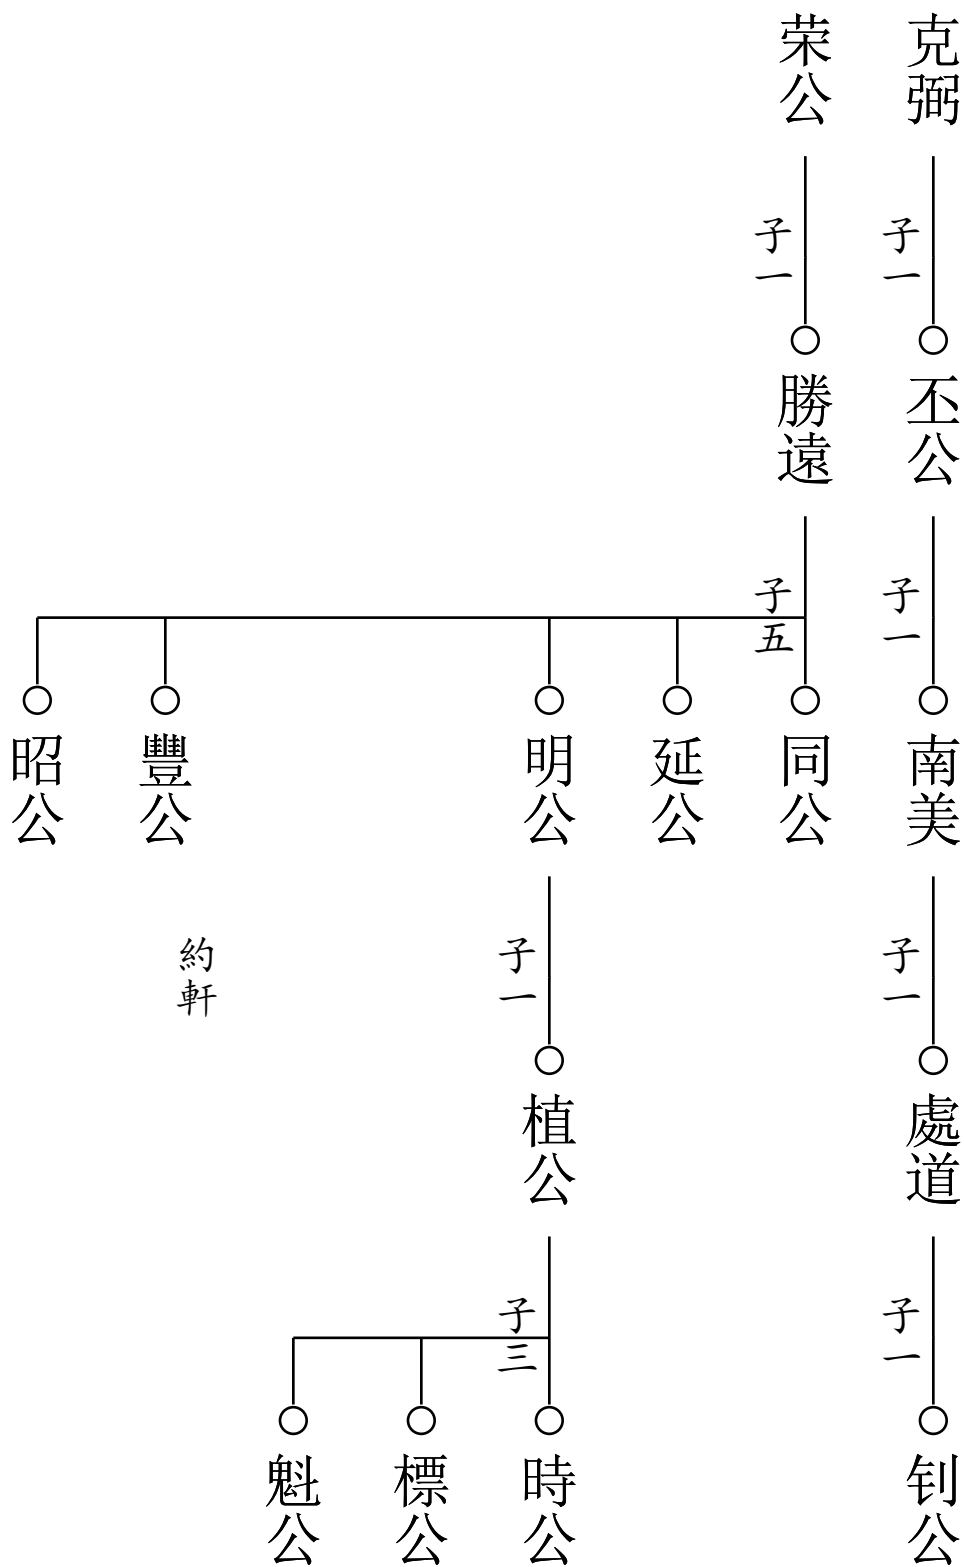 克弼
子一
丕公
子一
南美
子一
處道
子一
钊公
荣公
子一
勝遠
子五
同公
延公
明公
子一
植公
子三
時公
標公
魁公
豐公
約軒
昭公